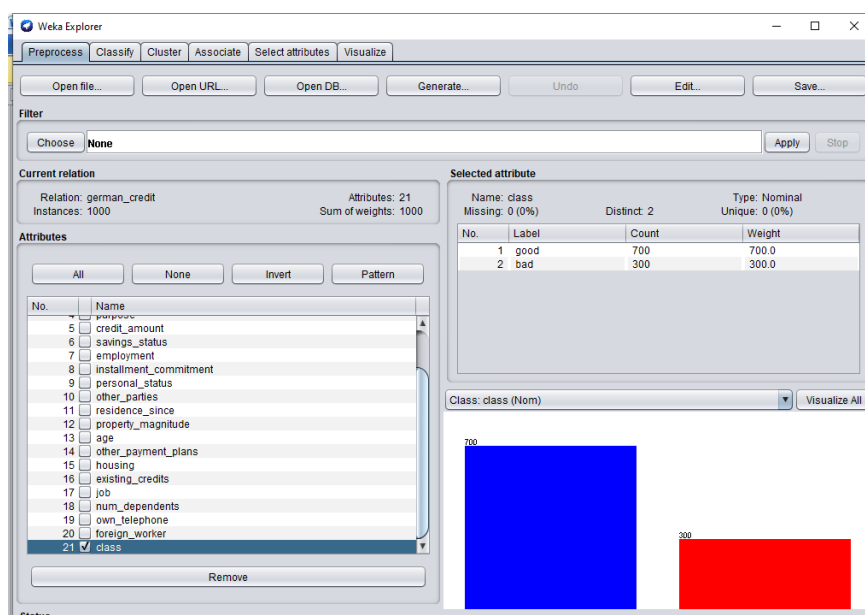 Weka Explorer
Preprocess Classify Cluster Associate Select attributes Visualize
Open file... Open URL... Open DB... Generate... Undo Edit... Save...
Filter
Choose None Apply Stop
Current relation
Relation: german_credit Attributes: 21
Instances: 1000 Sum of weights: 1000
Attributes
All None Invert Pattern
No. Name
4 purpose
5 credit_amount
6 savings_status
7 employment
8 installment_commitment
9 personal_status
10 other_parties
11 residence_since
12 property_magnitude
13 age
14 other_payment_plans
15 housing
16 existing_credits
17 job
18 num_dependents
19 own_telephone
20 foreign_worker
21 class
Remove
Status
Selected attribute
Name: class Type: Nominal
Missing: 0 (0%) Distinct: 2 Unique: 0 (0%)
No. Label Count Weight
1 good 700 700.0
2 bad 300 300.0
Class: class (Nom) Visualize All
700
300